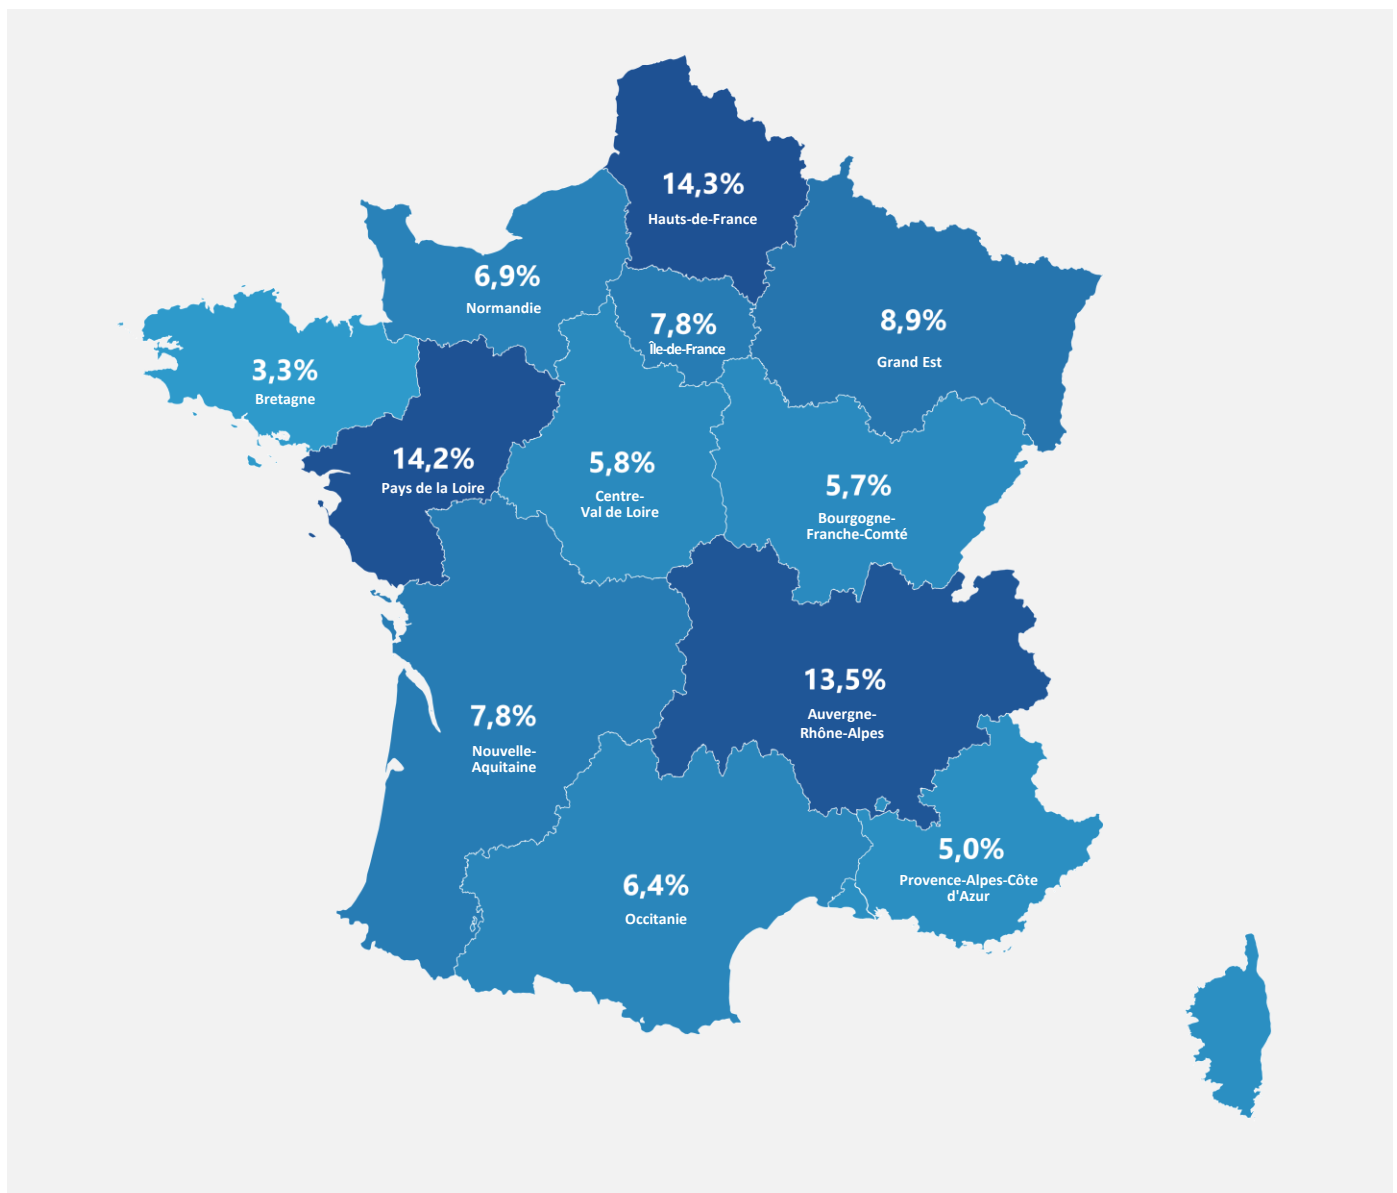 14,3%
Hauts-de-France
6,9%
Normandie
7,8%
Île-de-France
8,9%
Grand Est
3,3%
Bretagne
14,2%
Pays de la Loire
5,8%
Centre-
Val de Loire
5,7%
Bourgogne-
Franche-Comté
13,5%
Auvergne-
Rhône-Alpes
7,8%
Nouvelle-
Aquitaine
5,0%
Provence-Alpes-Côte
d'Azur
6,4%
Occitanie